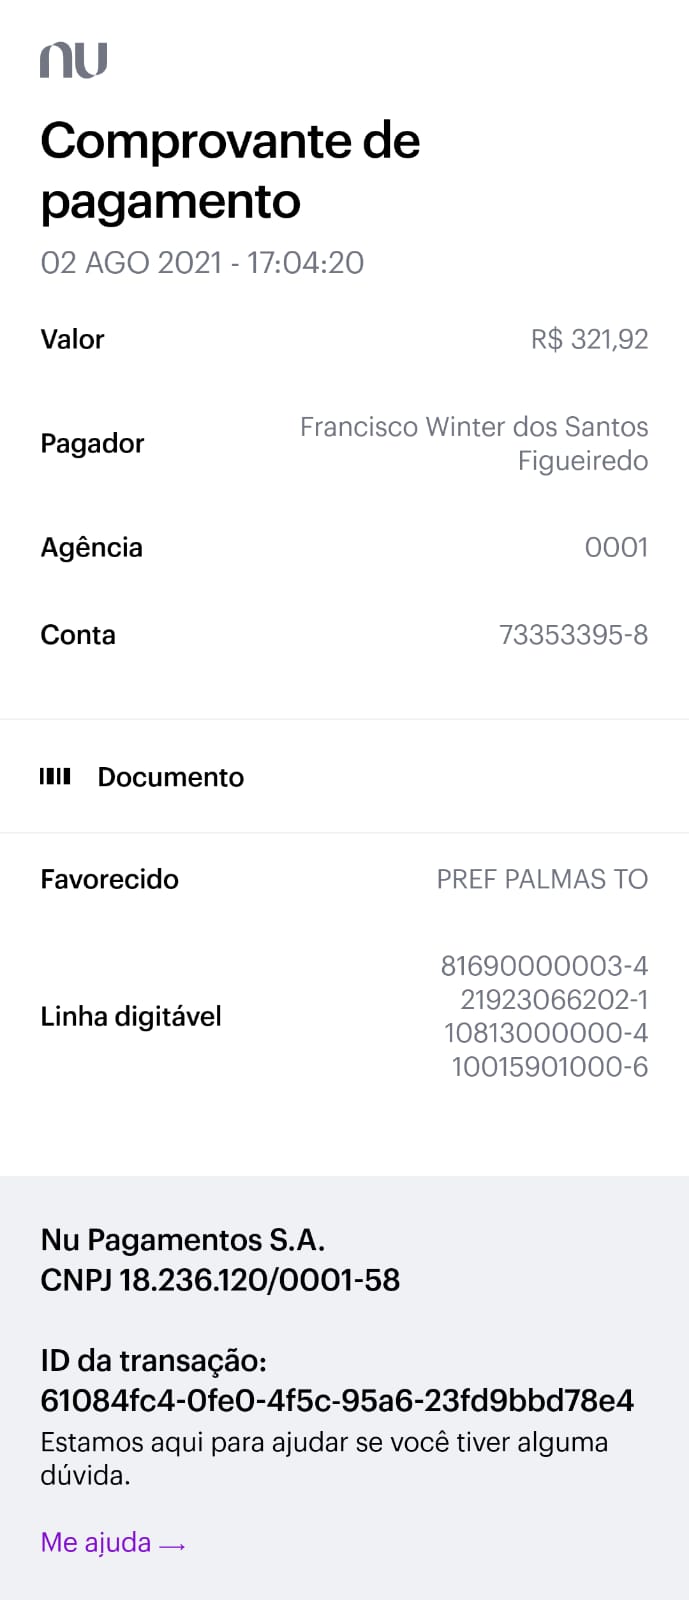 nu
Comprovante de
pagamento
02 AGO 2021 - 17:04:20
Valor R$ 321,92
Pagador Francisco Winter dos Santos
Figueiredo
Agência 0001
Conta 73353395-8
Documento
Favorecido PREF PALMAS TO
Linha digitável 81690000003-4
21923066202-1
10813000000-4
10015901000-6
Nu Pagamentos S.A.
CNPJ 18.236.120/0001-58
ID da transação:
61084fc4-0fe0-4f5c-95a6-23fd9bbd78e4
Estamos aqui para ajudar se você tiver alguma
dúvida.
Me ajuda →